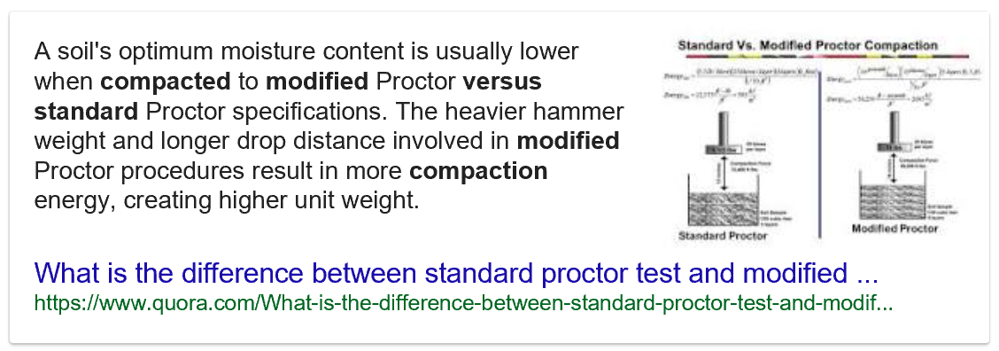 A soil's optimum moisture content is usually lower
when compacted to modified Proctor versus
standard Proctor specifications. The heavier hammer
weight and longer drop distance involved in modified
Proctor procedures result in more compaction
energy, creating higher unit weight.
Standard Vs. Modified Proctor Compaction
Standard Proctor
Modified Proctor
What is the difference between standard proctor test and modified ...
https://www.quora.com/What-is-the-difference-between-standard-proctor-test-and-modif...